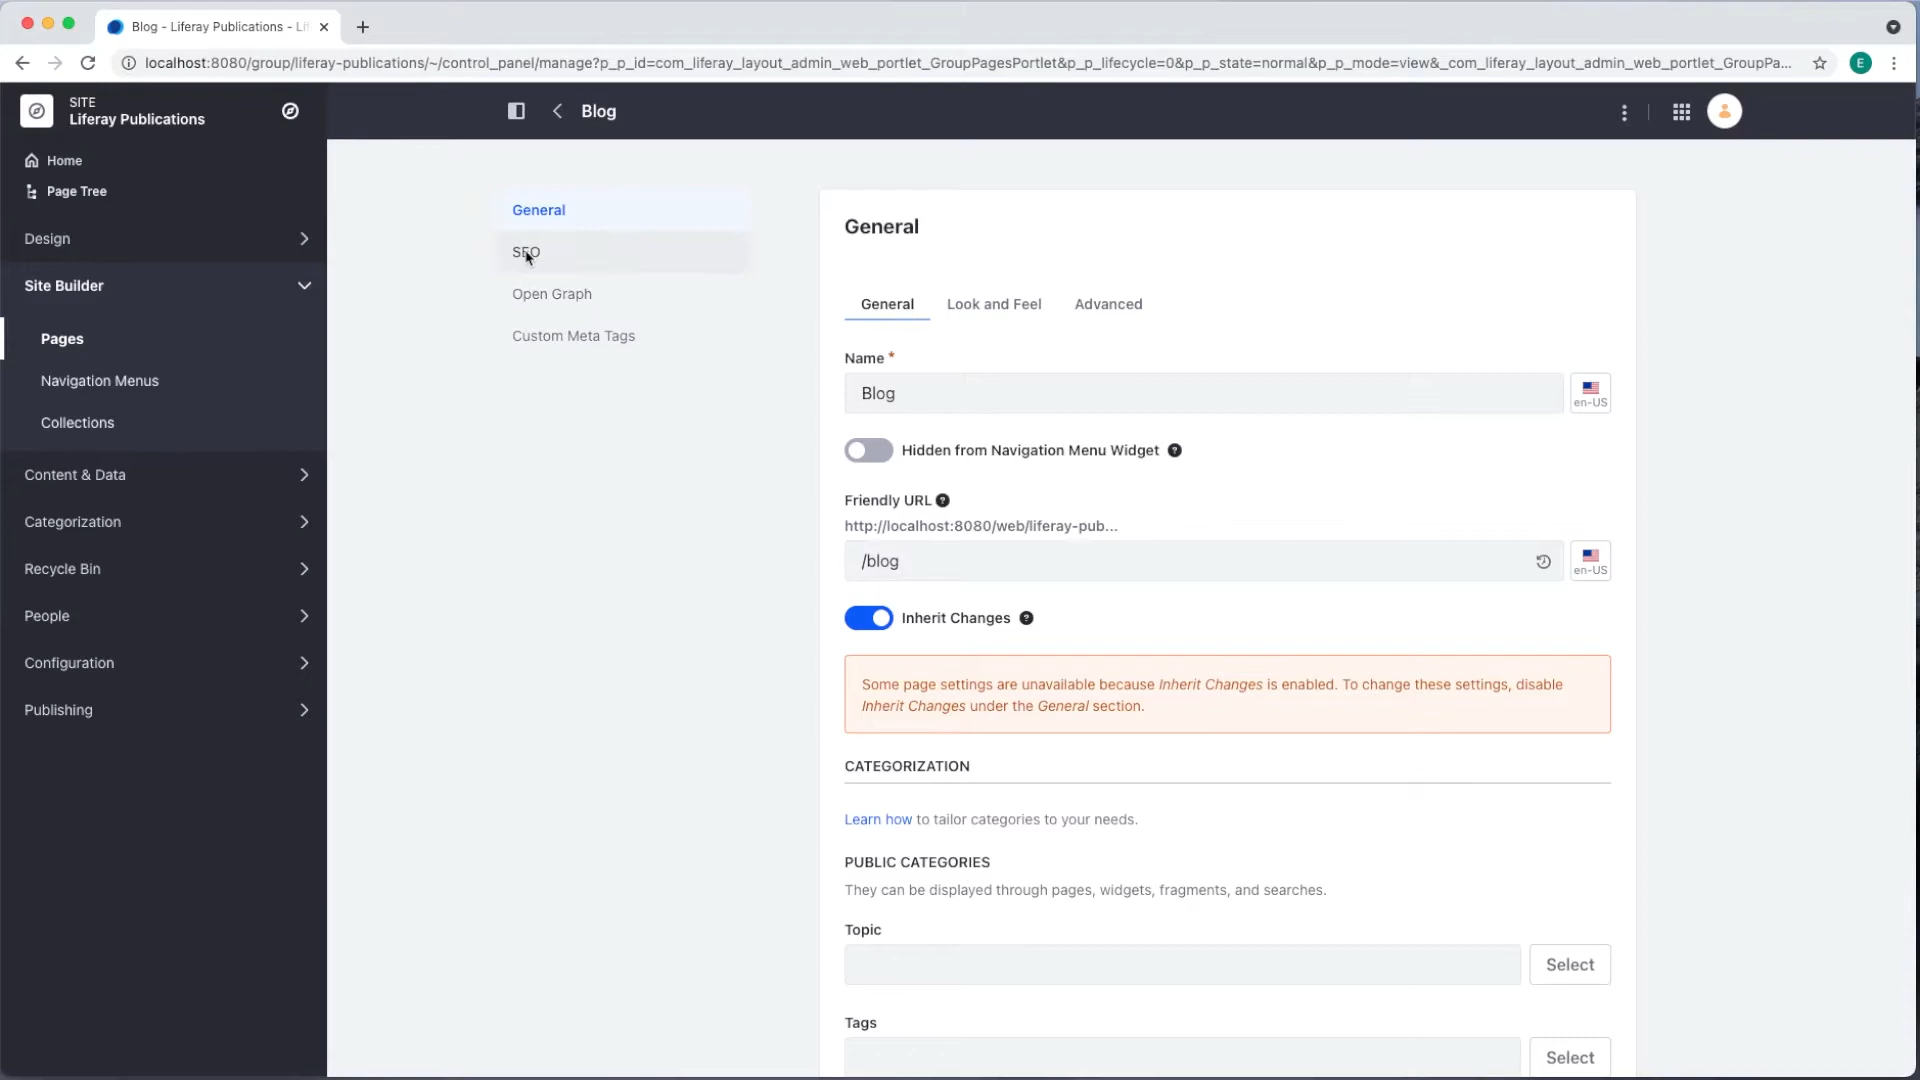 Blog - Liferay Publications - Li
localhost:8080/group/liferay-publications/~/control_panel/manage?p_p_id=com_liferay_layout_admin_web_portlet_GroupPagesPortlet&p_p_lifecycle=0&p_p_state=normal&p_p_mode=view&_com_liferay_layout_admin_web_portlet_GroupPa...
E
SITE
Liferay Publications
Blog
Home
Page Tree
Design
Site Builder
Pages
Navigation Menus
Collections
Content & Data
Categorization
Recycle Bin
People
Configuration
Publishing
General
SEO
Open Graph
Custom Meta Tags
General
General Look and Feel Advanced
Name *
Blog
en-US
Hidden from Navigation Menu Widget ?
Friendly URL ?
http://localhost:8080/web/liferay-pub...
/blog
en-US
Inherit Changes ?
Some page settings are unavailable because Inherit Changes is enabled. To change these settings, disable
Inherit Changes under the General section.
CATEGORIZATION
Learn how to tailor categories to your needs.
PUBLIC CATEGORIES
They can be displayed through pages, widgets, fragments, and searches.
Topic
Select
Tags
Select